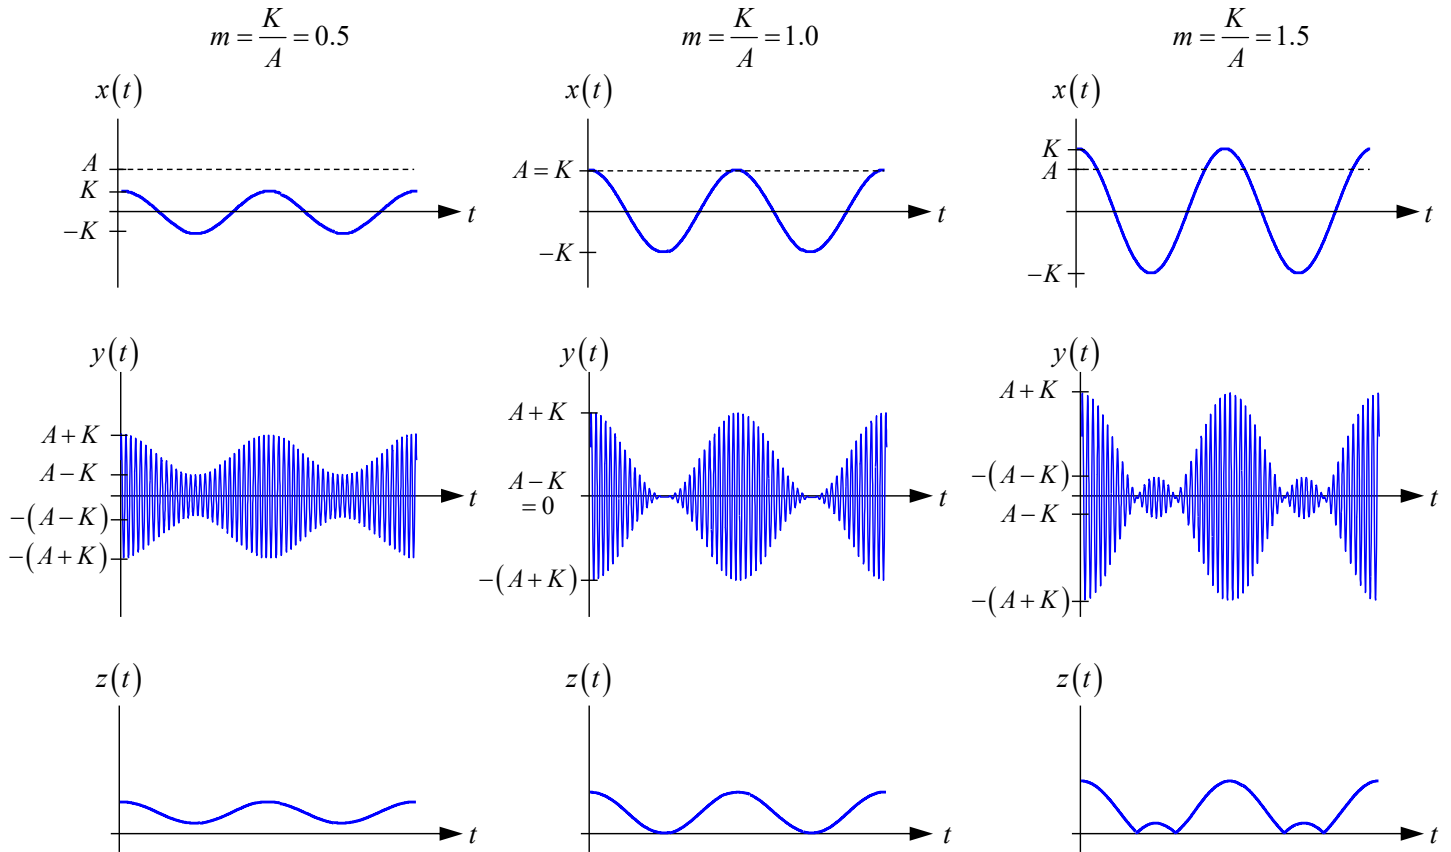 m = K/A = 0.5
m = K/A = 1.0
m = K/A = 1.5
x(t)
A
K
−K
t
x(t)
A = K
−K
t
x(t)
K
A
−K
t
y(t)
A + K
A − K
−(A − K)
−(A + K)
t
y(t)
A + K
A − K
= 0
−(A + K)
t
y(t)
A + K
−(A − K)
A − K
−(A + K)
t
z(t)
t
z(t)
t
z(t)
t